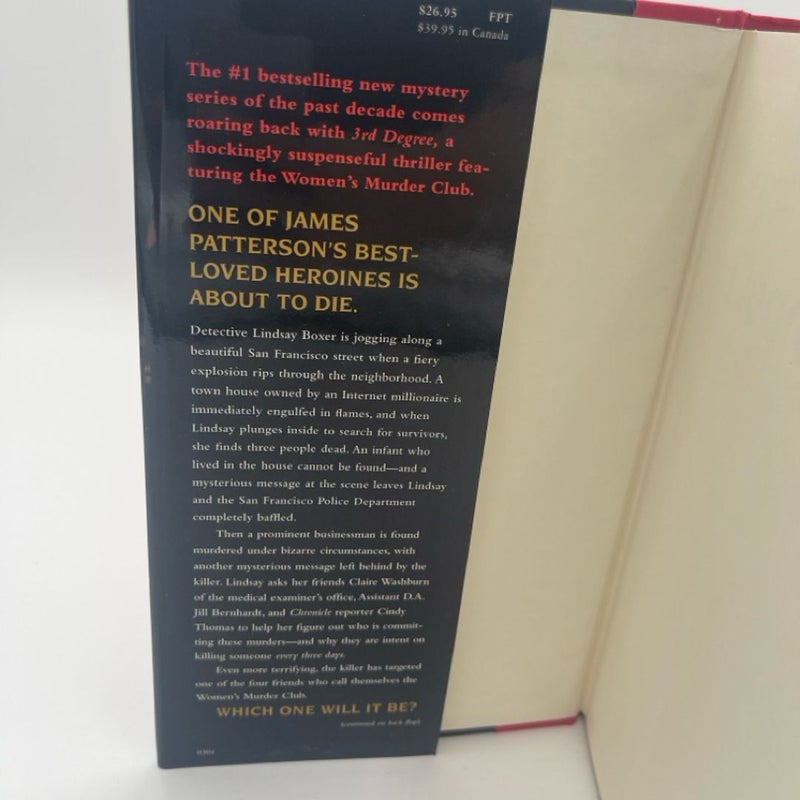 $26.95 FPT
$39.95 in Canada
The #1 bestselling new mystery
series of the past decade comes
roaring back with 3rd Degree, a
shockingly suspenseful thriller fea-
turing the Women's Murder Club.
ONE OF JAMES
PATTERSON'S BEST-
LOVED HEROINES IS
ABOUT TO DIE.
Detective Lindsay Boxer is jogging along a
beautiful San Francisco street when a fiery
explosion rips through the neighborhood. A
town house owned by an Internet millionaire is
immediately engulfed in flames, and when
Lindsay plunges inside to search for survivors,
she finds three people dead. An infant who
lived in the house cannot be found—and a
mysterious message at the scene leaves Lindsay
and the San Francisco Police Department
completely baffled.
Then a prominent businessman is found
murdered under bizarre circumstances, with
another mysterious message left behind by the
killer. Lindsay asks her friends Claire Washburn
of the medical examiner's office, Assistant D.A.
Jill Bernhardt, and Chronicle reporter Cindy
Thomas to help her figure out who is commit-
ting these murders—and why they are intent on
killing someone every three days.
Even more terrifying, the killer has targeted
one of the four friends who call themselves the
Women's Murder Club.
WHICH ONE WILL IT BE?
(continued on back flap)
0304